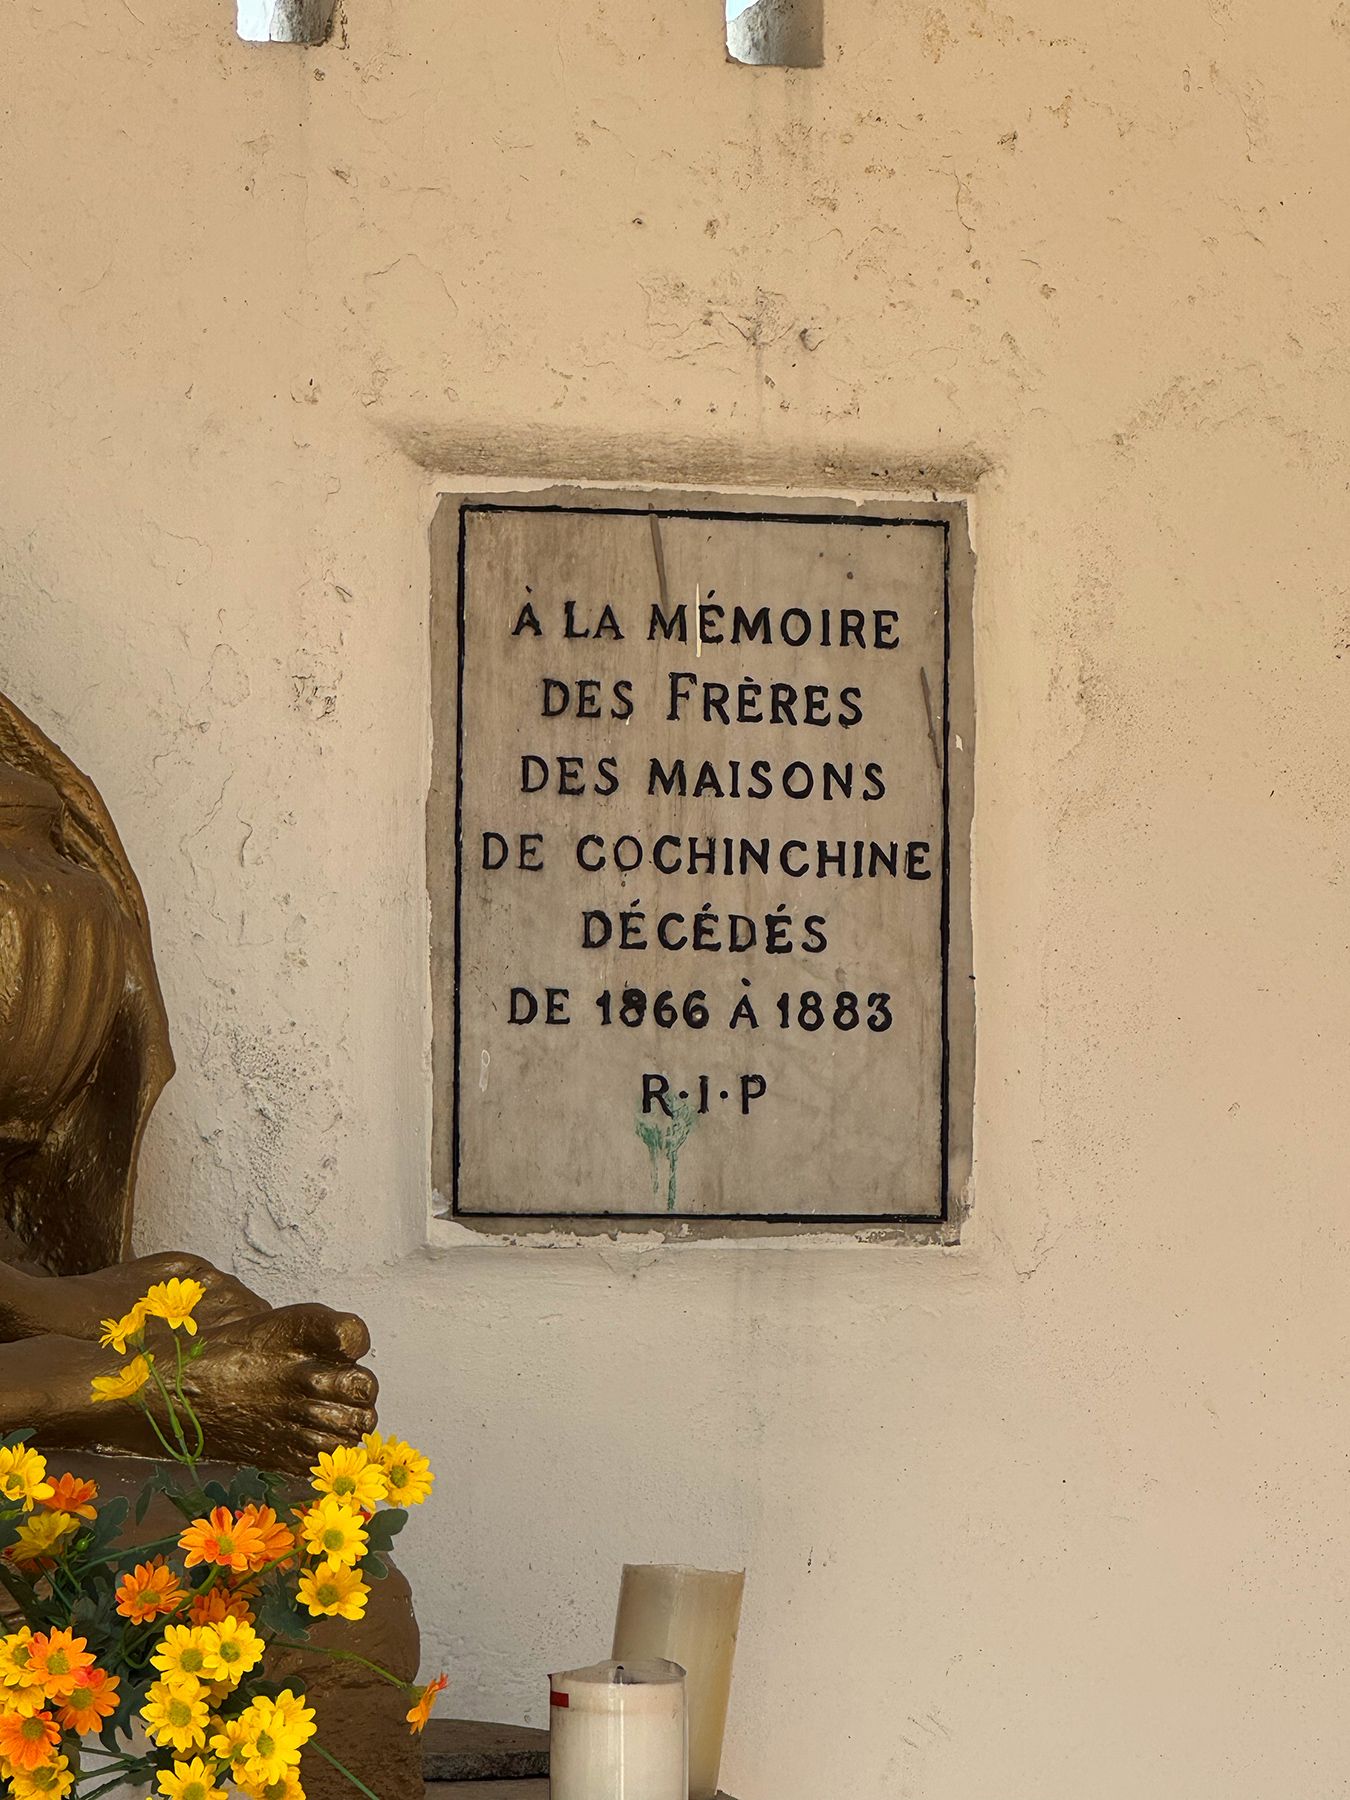 À LA MÉMOIRE
DES FRÈRES
DES MAISONS
DE COCHINCHINE
DÉCÉDÉS
DE 1866 À 1883
R·I·P